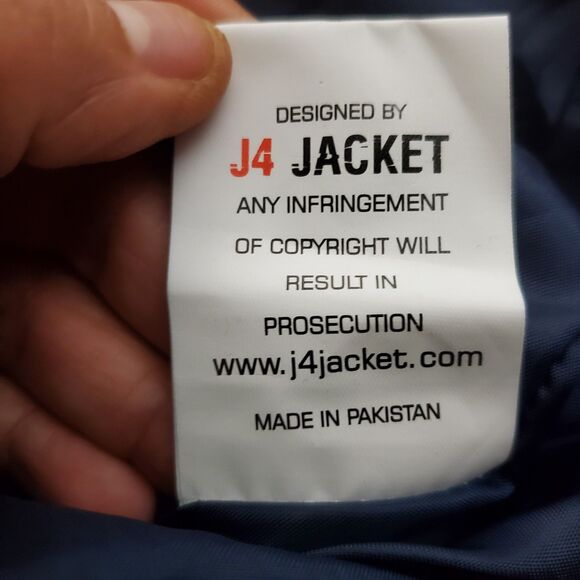 DESIGNED BY
J4 JACKET
ANY INFRINGEMENT
OF COPYRIGHT WILL
RESULT IN
PROSECUTION
www.j4jacket.com
MADE IN PAKISTAN